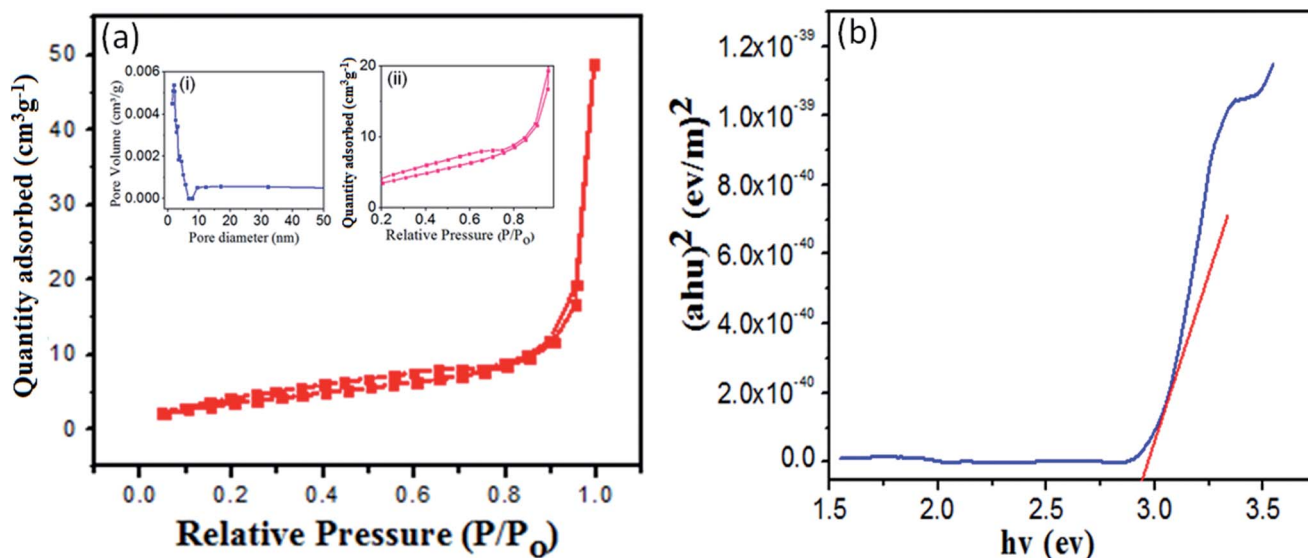 (a)
Quantity adsorbed (cm³g⁻¹)
50
40
30
20
10
0
0.0 0.2 0.4 0.6 0.8 1.0
Relative Pressure (P/P₀)
(i)
Pore Volume (cm³/g)
0.006
0.004
0.002
0.000
0 10 20 30 40 50
Pore diameter (nm)
(ii)
Quantity adsorbed (cm³g⁻¹)
20
10
0
0.2 0.4 0.6 0.8
Relative Pressure (P/P₀)
(b)
(ahu)² (ev/m)²
1.2x10⁻³⁹
1.0x10⁻³⁹
8.0x10⁻⁴⁰
6.0x10⁻⁴⁰
4.0x10⁻⁴⁰
2.0x10⁻⁴⁰
0.0
1.5 2.0 2.5 3.0 3.5
hv (ev)